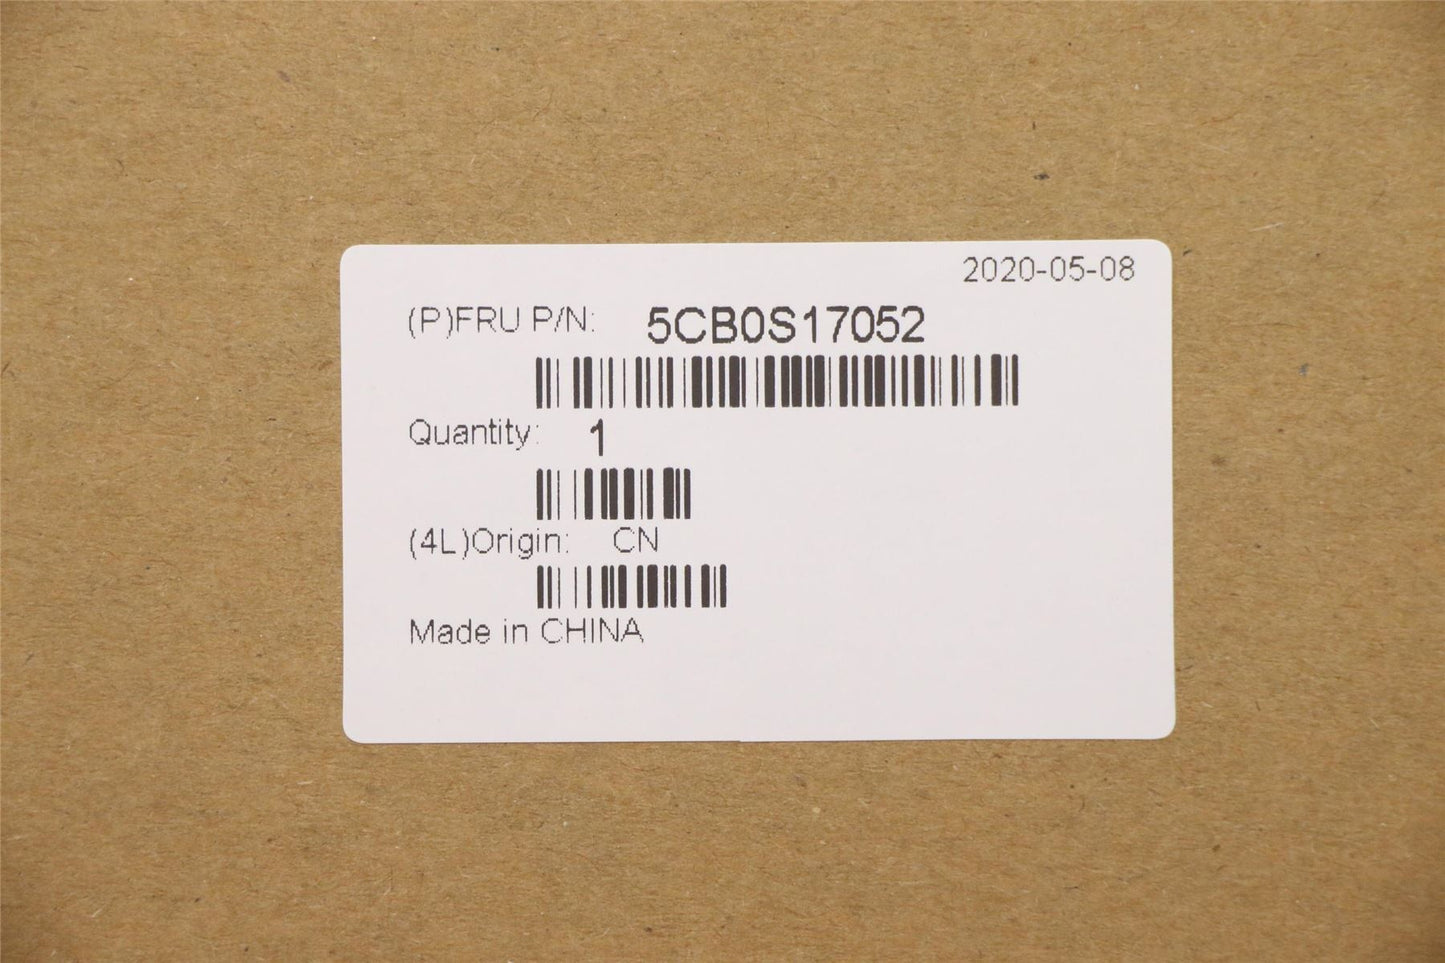 2020-05-08
(P)FRU P/N: 5CB0S17052
Quantity: 1
(4L)Origin: CN
Made in CHINA